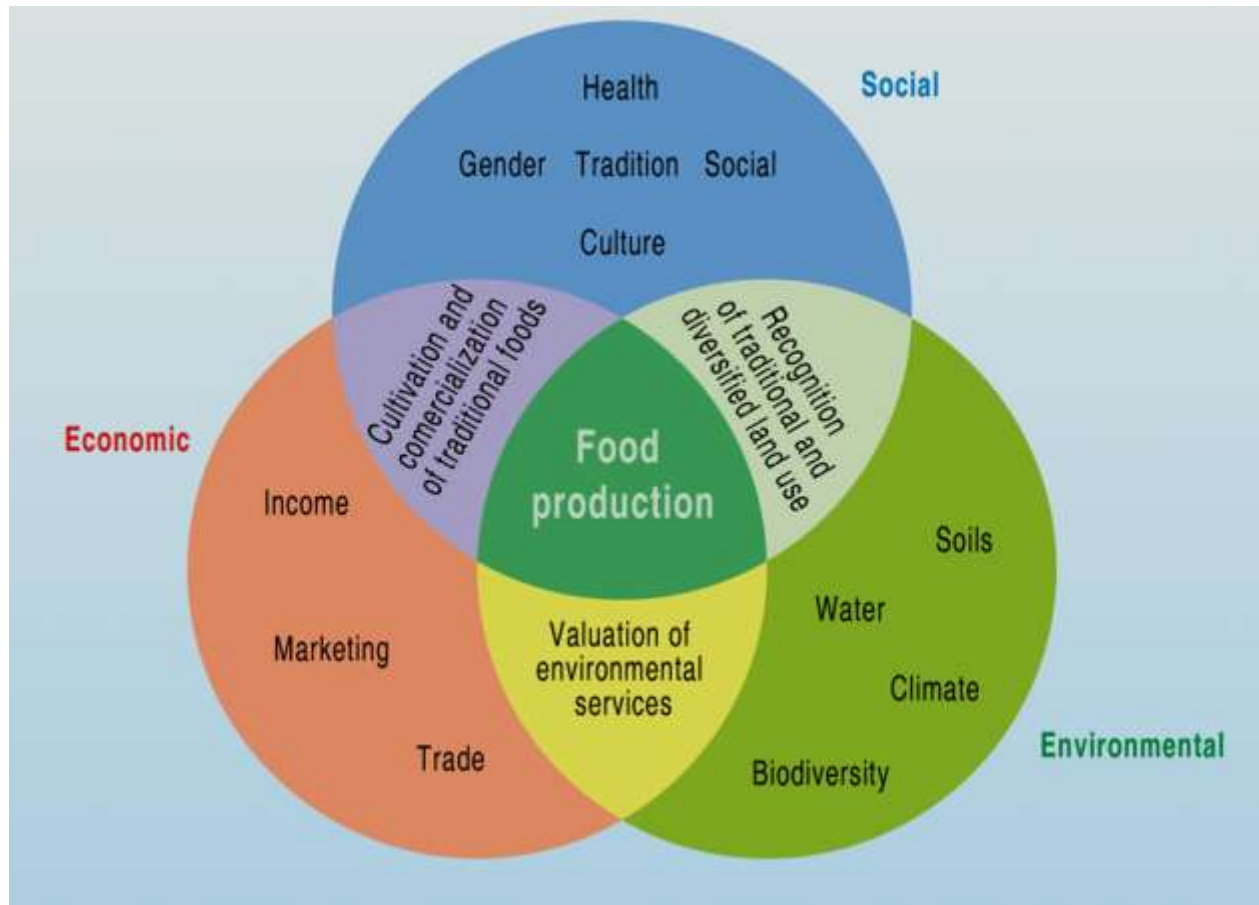 Health
Social
Gender Tradition Social
Culture
Cultivation and
comercialization
of traditional foods
Recognition
of traditional and
diversified land use
Economic
Food
production
Income
Soils
Water
Marketing
Valuation of
environmental
services
Climate
Trade
Environmental
Biodiversity